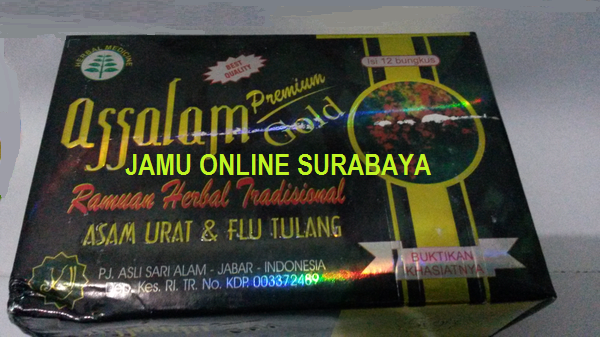 HERBAL MEDICINE
BEST QUALITY
Isi 12 bungkus
Assalam Premium Gold
JAMU ONLINE SURABAYA
Ramuan Herbal Tradisional
ASAM URAT & FLU TULANG
BUKTIKAN
KHASIATNYA
P.J. ASLI SARI ALAM - JABAR - INDONESIA
Dep. Kes. RI. TR. No. KDP. 003372489